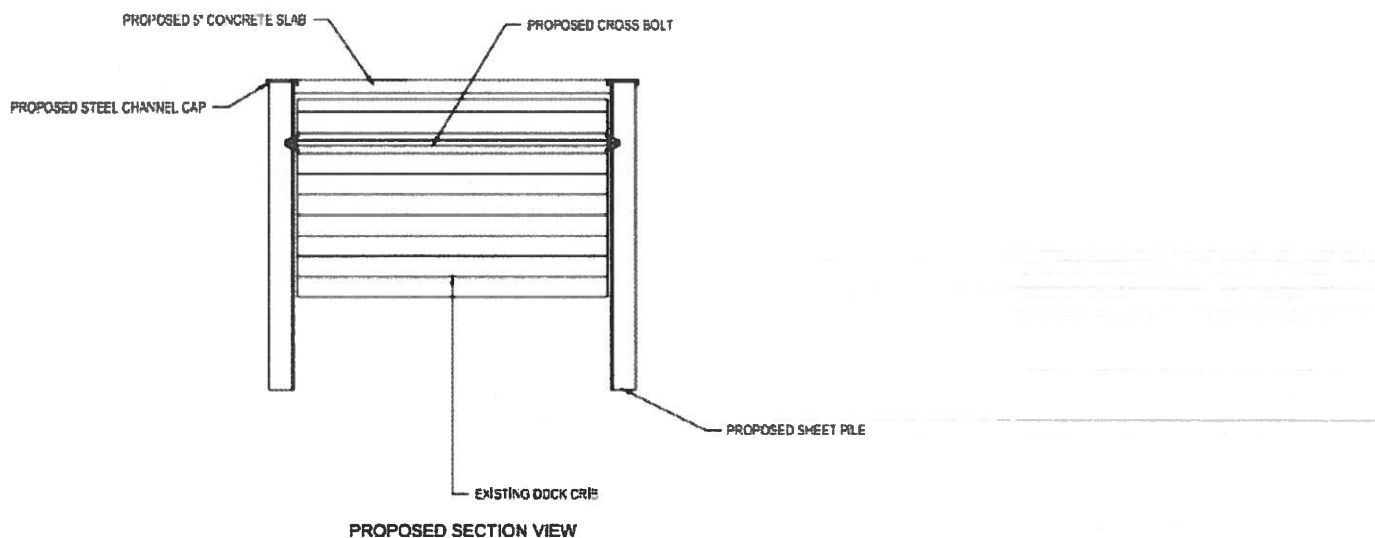 PROPOSED 5" CONCRETE SLAB
PROPOSED CROSS BOLT
PROPOSED STEEL CHANNEL CAP
PROPOSED SHEET PILE
EXISTING DOCK CRIB
PROPOSED SECTION VIEW